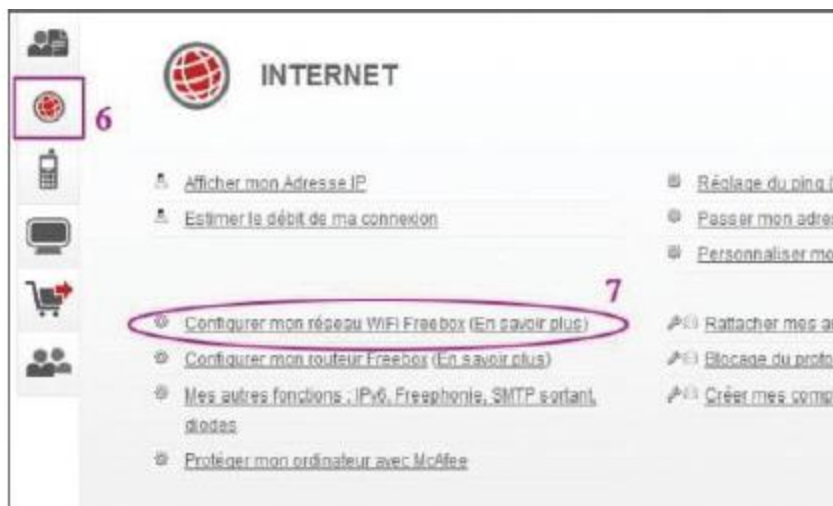 INTERNET
6
Afficher mon Adresse IP
Estimer le débit de ma connexion
Réglage du ping (
Passer mon adres
Personnaliser mo
7
Configurer mon réseau WiFi Freebox (En savoir plus)
Configurer mon routeur Freebox (En savoir plus)
Mes autres fonctions : IPv6, Freephonie, SMTP sortant,
diodes
Protéger mon ordinateur avec McAfee
Rattacher mes a
Blocage du proto
Créer mes comp